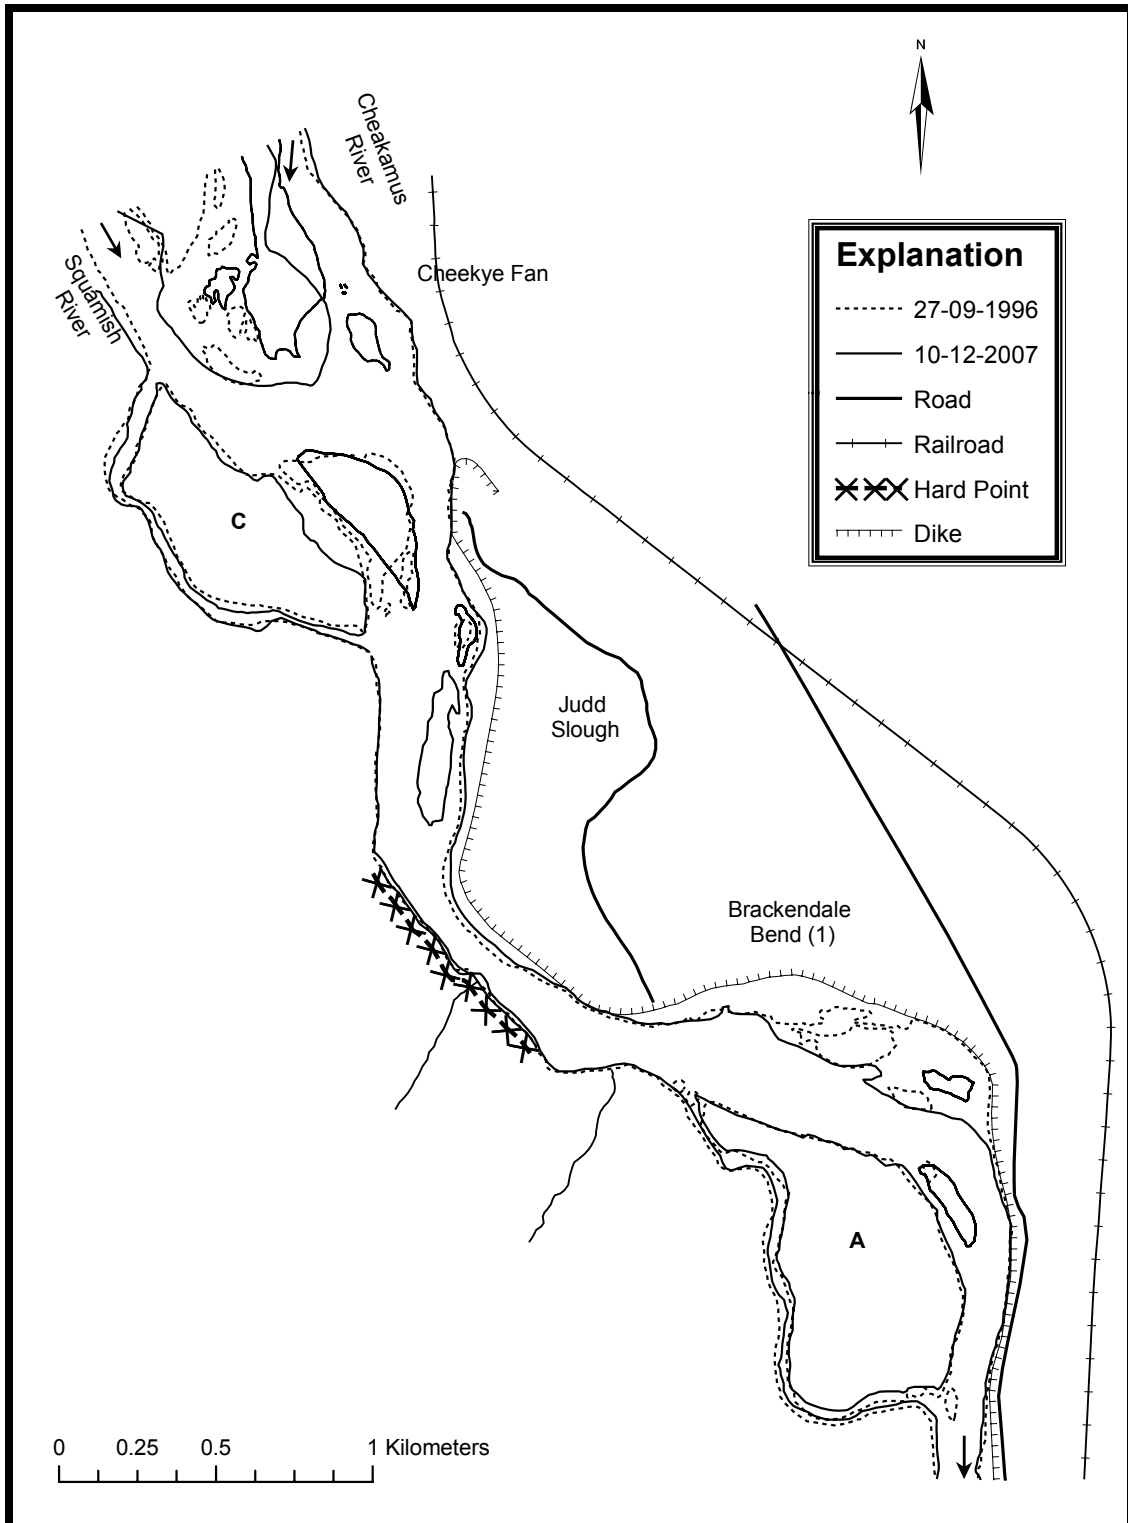 N
Cheakamus
River
Squamish
River
Cheekye Fan
Explanation
27-09-1996
10-12-2007
Road
Railroad
Hard Point
Dike
C
Judd
Slough
Brackendale
Bend (1)
A
0 0.25 0.5 1 Kilometers